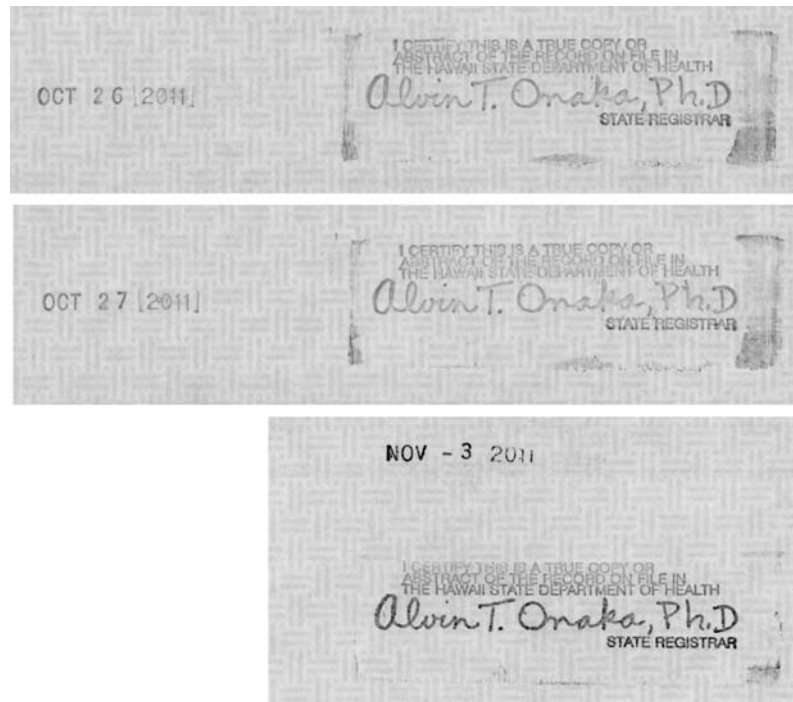 I CERTIFY THIS IS A TRUE COPY OR
ABSTRACT OF THE RECORD ON FILE IN
THE HAWAII STATE DEPARTMENT OF HEALTH
OCT 26 2011
Alvin T. Onaka, Ph.D
STATE REGISTRAR
I CERTIFY THIS IS A TRUE COPY OR
ABSTRACT OF THE RECORD ON FILE IN
THE HAWAII STATE DEPARTMENT OF HEALTH
OCT 27 2011
Alvin T. Onaka, Ph.D
STATE REGISTRAR
NOV - 3 2011
I CERTIFY THIS IS A TRUE COPY OR
ABSTRACT OF THE RECORD ON FILE IN
THE HAWAII STATE DEPARTMENT OF HEALTH
Alvin T. Onaka, Ph.D
STATE REGISTRAR